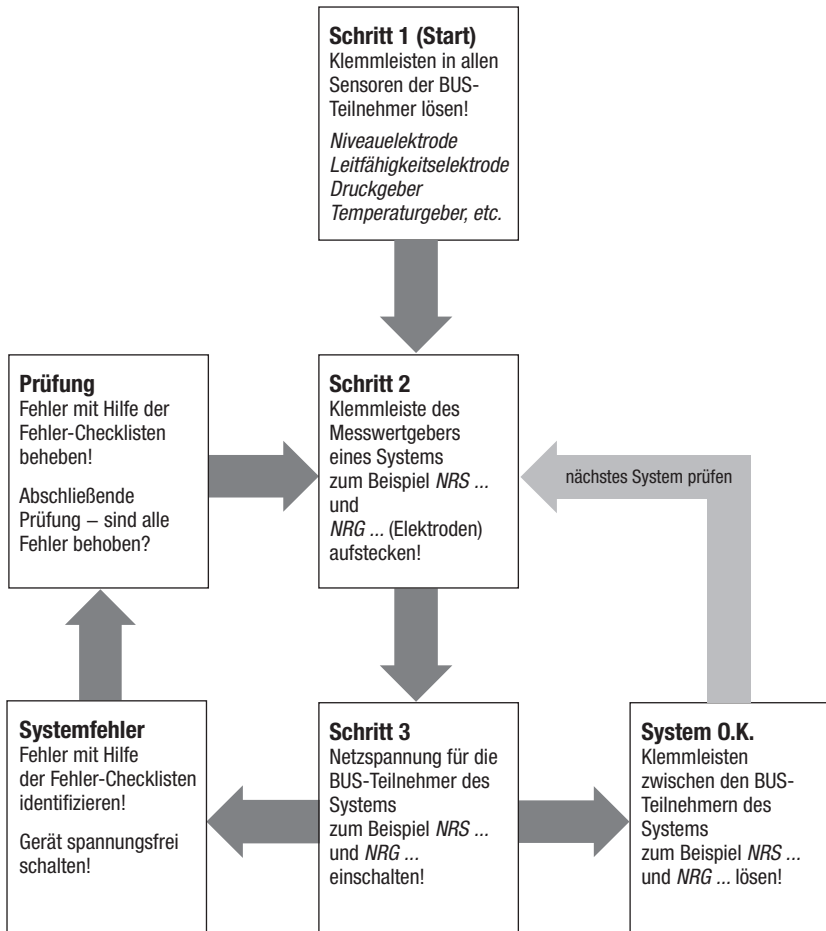 Schritt 1 (Start)
Klemmleisten in allen
Sensoren der BUS-
Teilnehmer lösen!
Niveauelektrode
Leitfähigkeitselektrode
Druckgeber
Temperaturgeber, etc.
Prüfung
Fehler mit Hilfe der
Fehler-Checklisten
beheben!
Abschließende
Prüfung – sind alle
Fehler behoben?
Schritt 2
Klemmleiste des
Messwertgebers
eines Systems
zum Beispiel NRS ...
und
NRG ... (Elektroden)
aufstecken!
nächstes System prüfen
Systemfehler
Fehler mit Hilfe
der Fehler-Checklisten
identifizieren!
Gerät spannungsfrei
schalten!
Schritt 3
Netzspannung für die
BUS-Teilnehmer des
Systems
zum Beispiel NRS ...
und NRG ...
einschalten!
System O.K.
Klemmleisten
zwischen den BUS-
Teilnehmern des
Systems
zum Beispiel NRS ...
und NRG ... lösen!